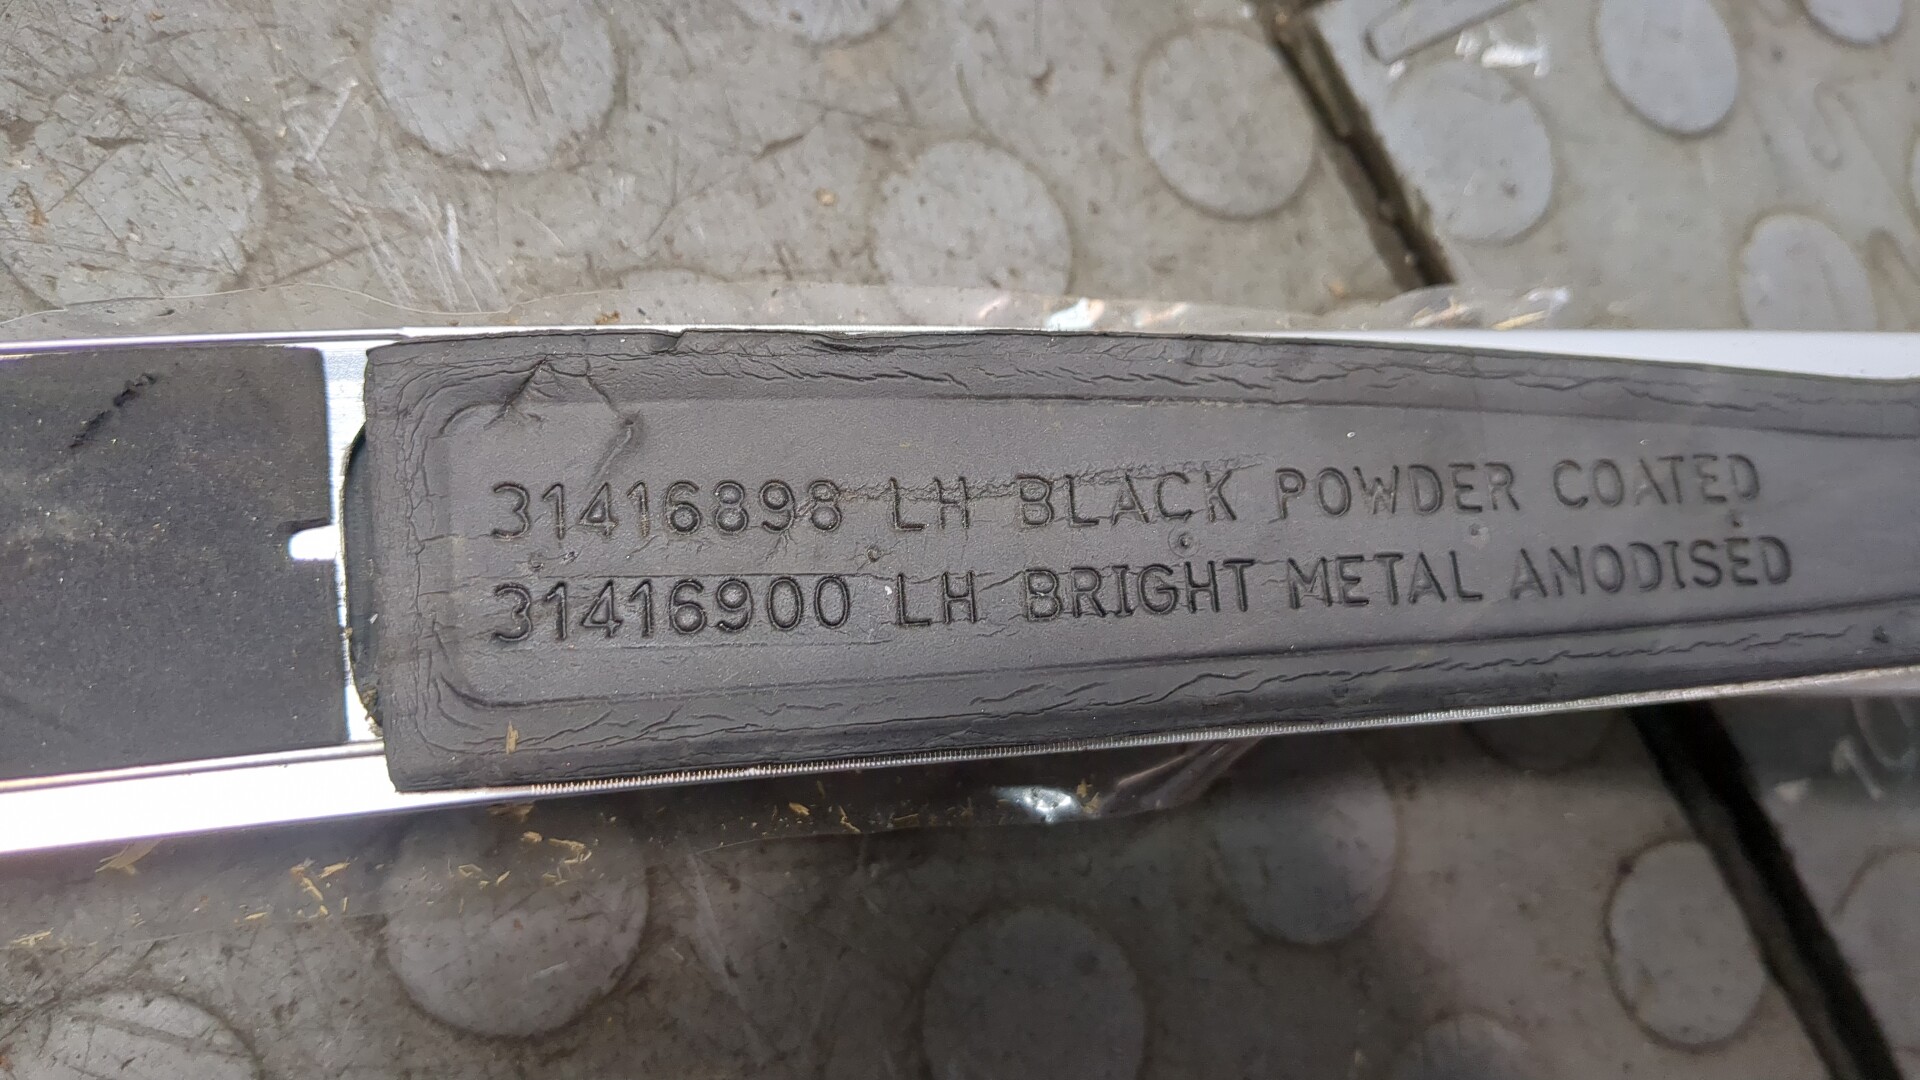 31416898 LH BLACK POWDER COATED
31416900 LH BRIGHT METAL ANODISED